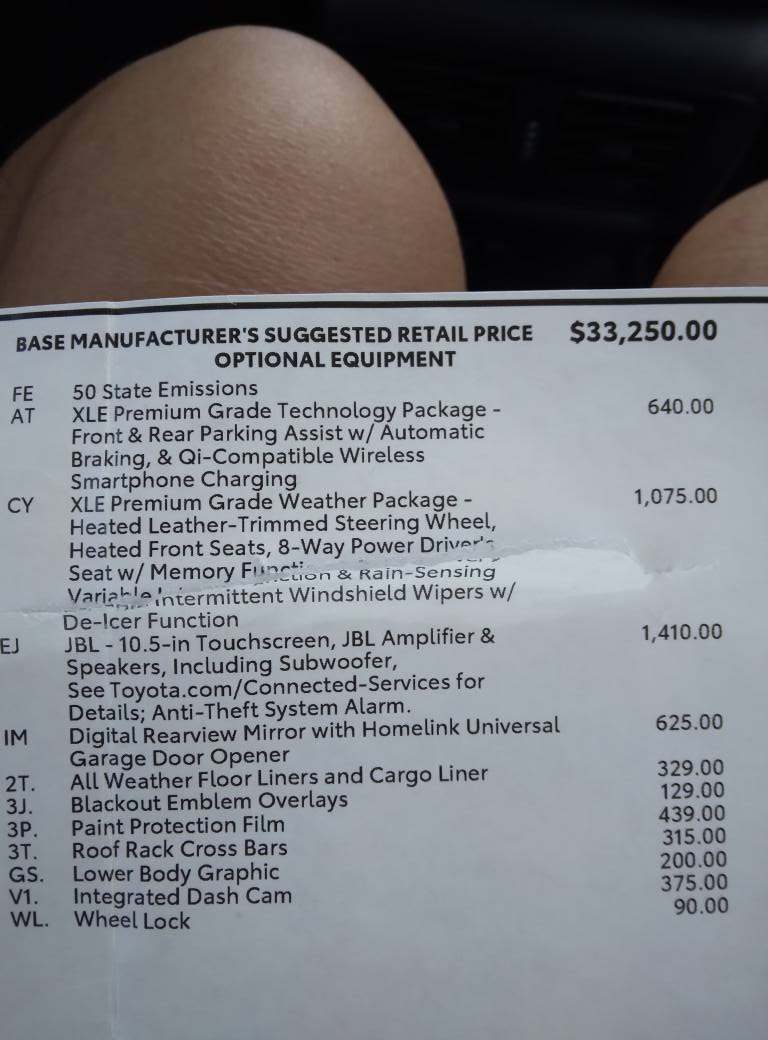 BASE MANUFACTURER'S SUGGESTED RETAIL PRICE $33,250.00
OPTIONAL EQUIPMENT
FE 50 State Emissions
AT XLE Premium Grade Technology Package - 640.00
Front & Rear Parking Assist w/ Automatic
Braking, & Qi-Compatible Wireless
Smartphone Charging
CY XLE Premium Grade Weather Package - 1,075.00
Heated Leather-Trimmed Steering Wheel,
Heated Front Seats, 8-Way Power Driver's
Seat w/ Memory Function & Rain-Sensing
Variable Intermittent Windshield Wipers w/
De-Icer Function
EJ JBL - 10.5-in Touchscreen, JBL Amplifier & 1,410.00
Speakers, Including Subwoofer,
See Toyota.com/Connected-Services for
Details; Anti-Theft System Alarm.
IM Digital Rearview Mirror with Homelink Universal 625.00
Garage Door Opener
2T. All Weather Floor Liners and Cargo Liner 329.00
3J. Blackout Emblem Overlays 129.00
3P. Paint Protection Film 439.00
3T. Roof Rack Cross Bars 315.00
GS. Lower Body Graphic 200.00
V1. Integrated Dash Cam 375.00
WL. Wheel Lock 90.00